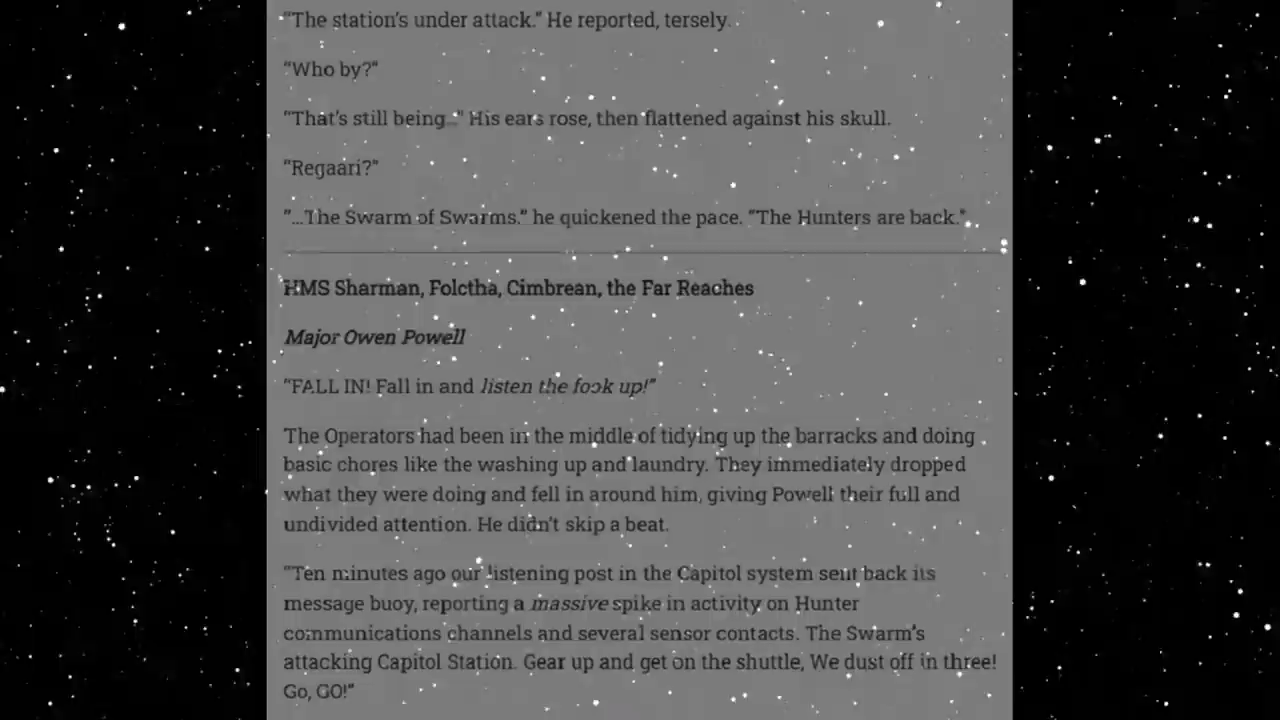 "The station's under attack." He reported, tersely.
"Who by?"
"That's still being…" His ears rose, then flattened against his skull.
"Regaari?"
"…The Swarm of Swarms." he quickened the pace. "The Hunters are back."
HMS Sharman, Folctha, Cimbrean, the Far Reaches
Major Owen Powell
"FALL IN! Fall in and listen the fook up!"
The Operators had been in the middle of tidying up the barracks and doing
basic chores like the washing up and laundry. They immediately dropped
what they were doing and fell in around him, giving Powell their full and
undivided attention. He didn't skip a beat.
"Ten minutes ago our listening post in the Capitol system sent back its
message buoy, reporting a massive spike in activity on Hunter
communications channels and several sensor contacts. The Swarm's
attacking Capitol Station. Gear up and get on the shuttle, We dust off in three!
Go, GO!"